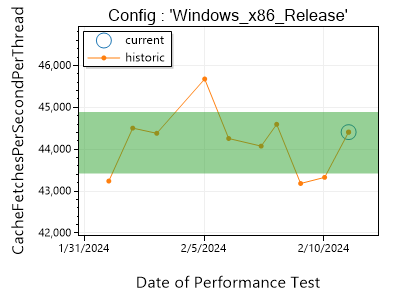 Config : 'Windows_x86_Release'
current
historic
CacheFetchesPerSecondPerThread
46,000
45,000
44,000
43,000
42,000
1/31/2024
2/5/2024
2/10/2024
Date of Performance Test